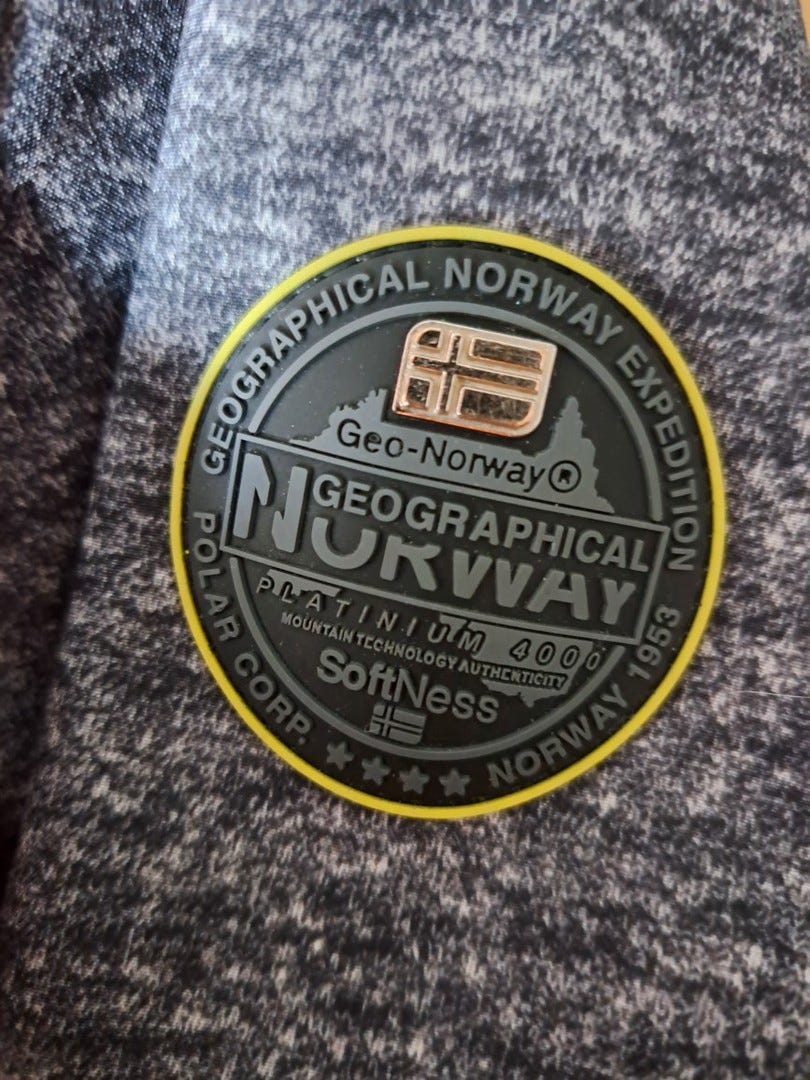 GEOGRAPHICAL NORWAY EXPEDITION
Geo-Norway®
GEOGRAPHICAL
NORWAY
PLATINIUM 4000
MOUNTAIN TECHNOLOGY AUTHENTICITY
SoftNess
POLAR CORP. ★★★★ NORWAY 1953